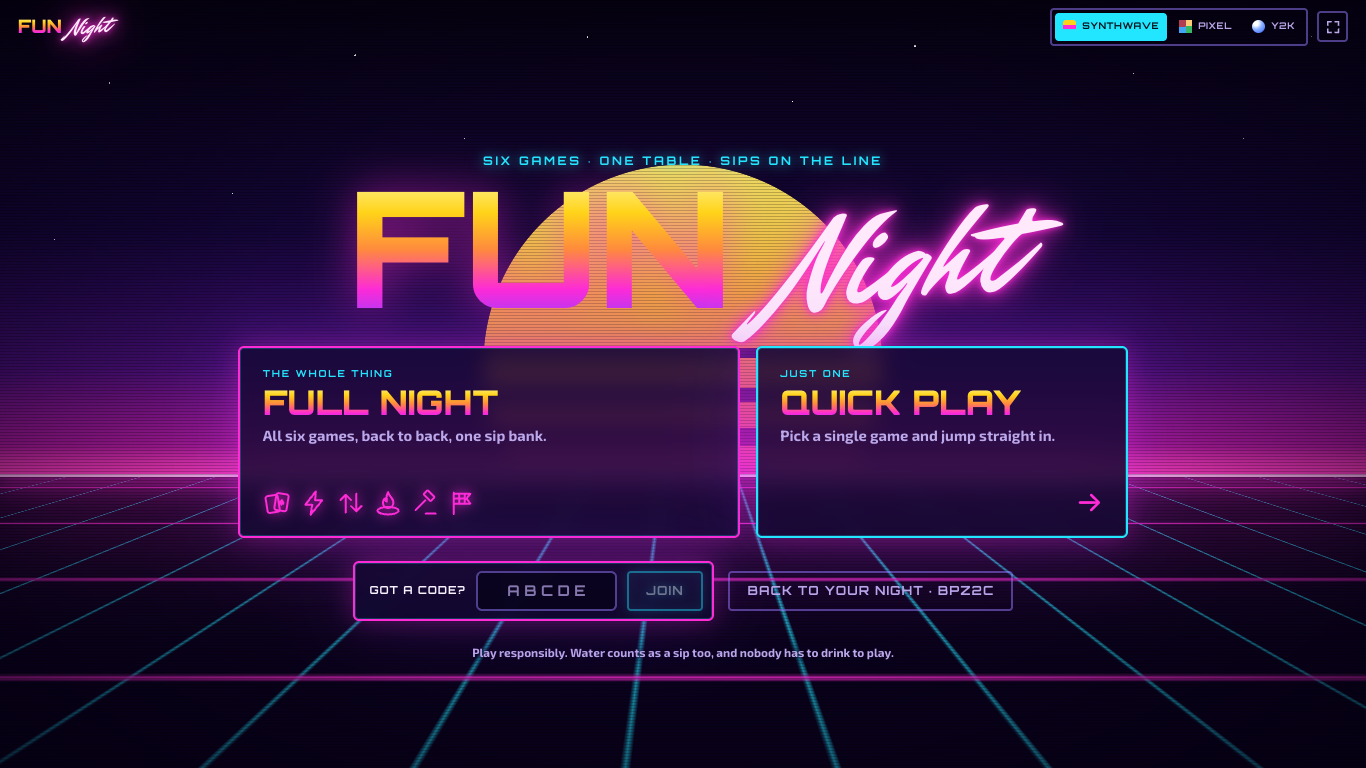 FUN Night
SYNTHWAVE
PIXEL
Y2K
SIX GAMES · ONE TABLE · SIPS ON THE LINE
FUN Night
THE WHOLE THING
FULL NIGHT
All six games, back to back, one sip bank.
JUST ONE
QUICK PLAY
Pick a single game and jump straight in.
GOT A CODE?
ABCDE
JOIN
BACK TO YOUR NIGHT · BPZ2C
Play responsibly. Water counts as a sip too, and nobody has to drink to play.